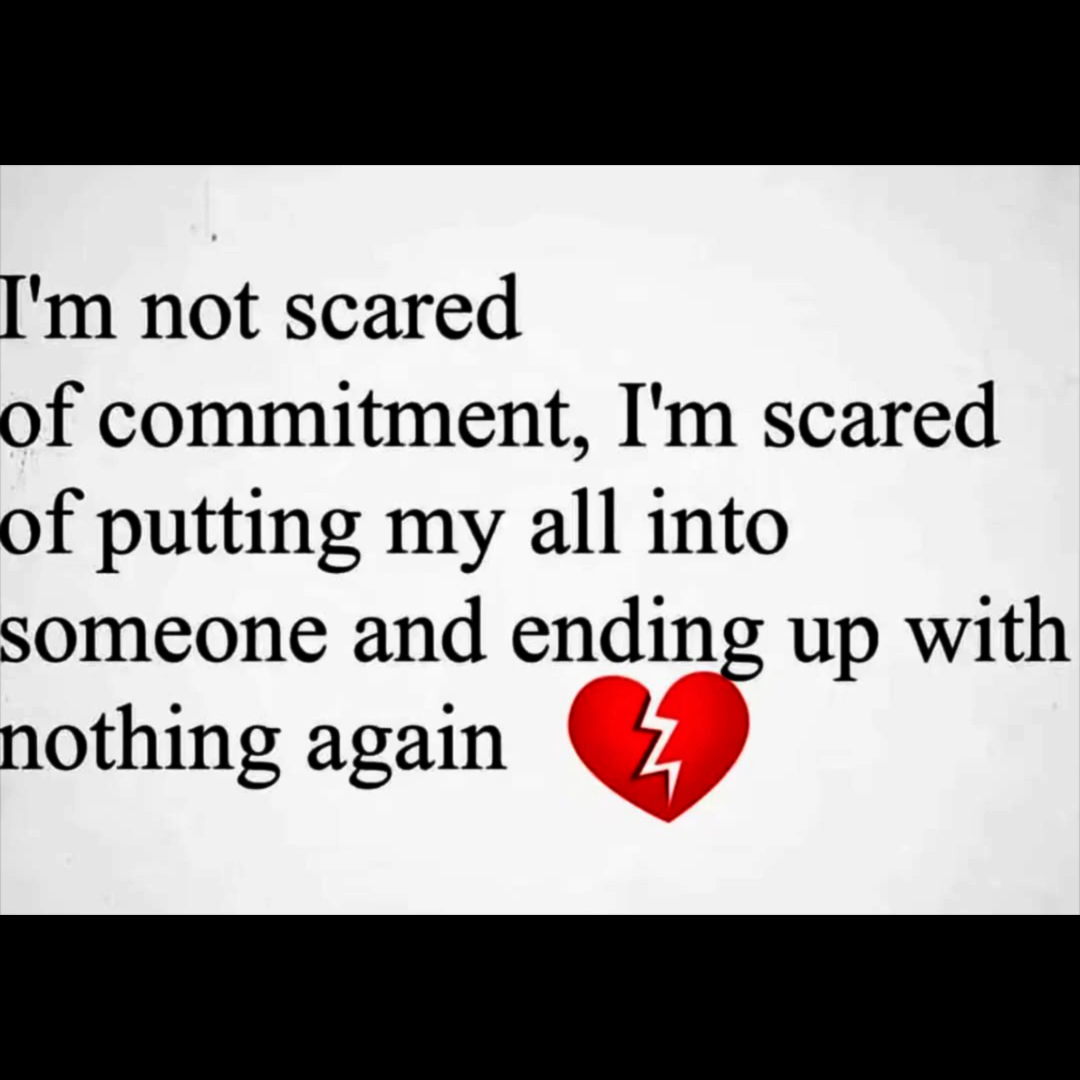 I'm not scared
of commitment, I'm scared
of putting my all into
someone and ending up with
nothing again